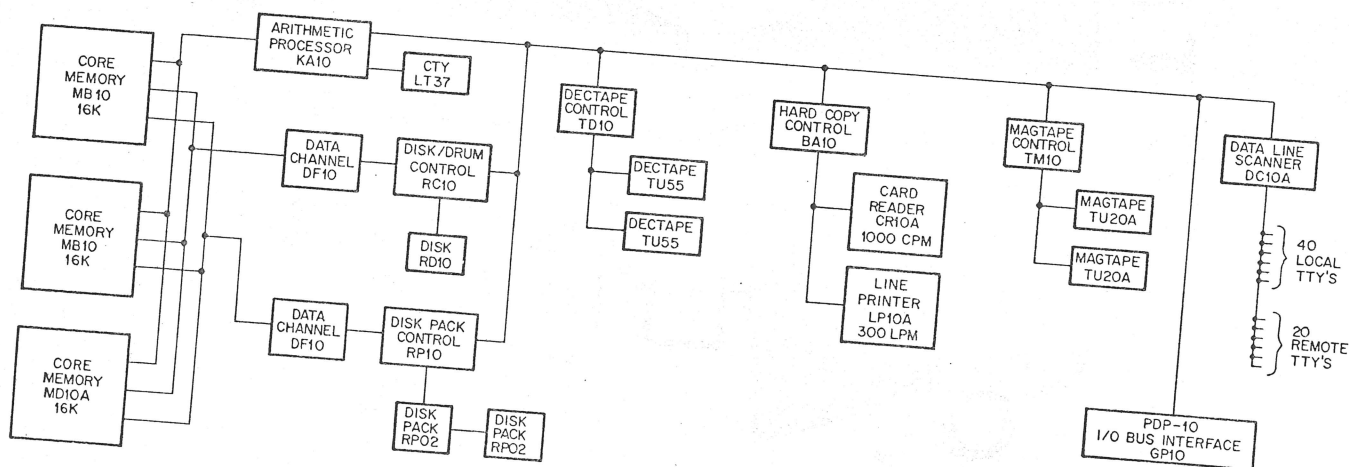 CORE
MEMORY
MB10
16K
CORE
MEMORY
MB10
16K
CORE
MEMORY
MD10A
16K
ARITHMETIC
PROCESSOR
KA10
CTY
LT37
DATA
CHANNEL
DF10
DISK/DRUM
CONTROL
RC10
DISK
RD10
DATA
CHANNEL
DF10
DISK PACK
CONTROL
RP10
DISK
PACK
RP02
DISK
PACK
RP02
DECTAPE
CONTROL
TD10
DECTAPE
TU55
DECTAPE
TU55
HARD COPY
CONTROL
BA10
CARD
READER
CR10A
1000 CPM
LINE
PRINTER
LP10A
300 LPM
MAGTAPE
CONTROL
TM10
MAGTAPE
TU20A
MAGTAPE
TU20A
DATA LINE
SCANNER
DC10A
40
LOCAL
TTY'S
20
REMOTE
TTY'S
PDP-10
I/O BUS INTERFACE
GP10